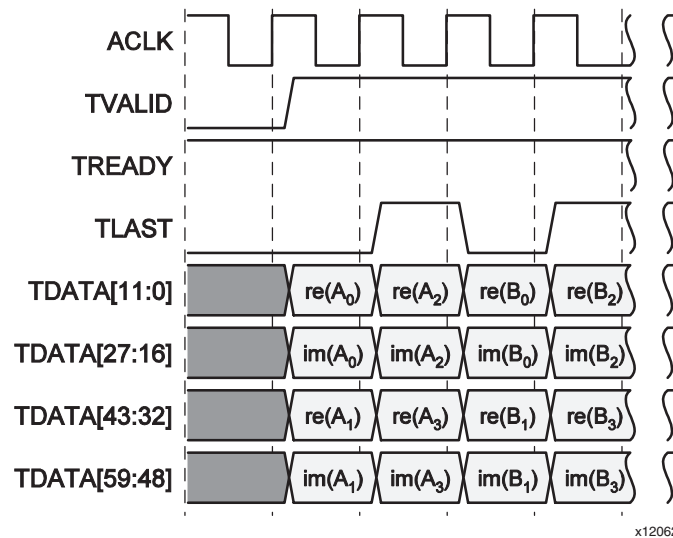 ACLK
TVALID
TREADY
TLAST
TDATA[11:0] re(A₀) re(A₂) re(B₀) re(B₂)
TDATA[27:16] im(A₀) im(A₂) im(B₀) im(B₂)
TDATA[43:32] re(A₁) re(A₃) re(B₁) re(B₃)
TDATA[59:48] im(A₁) im(A₃) im(B₁) im(B₃)
x12062